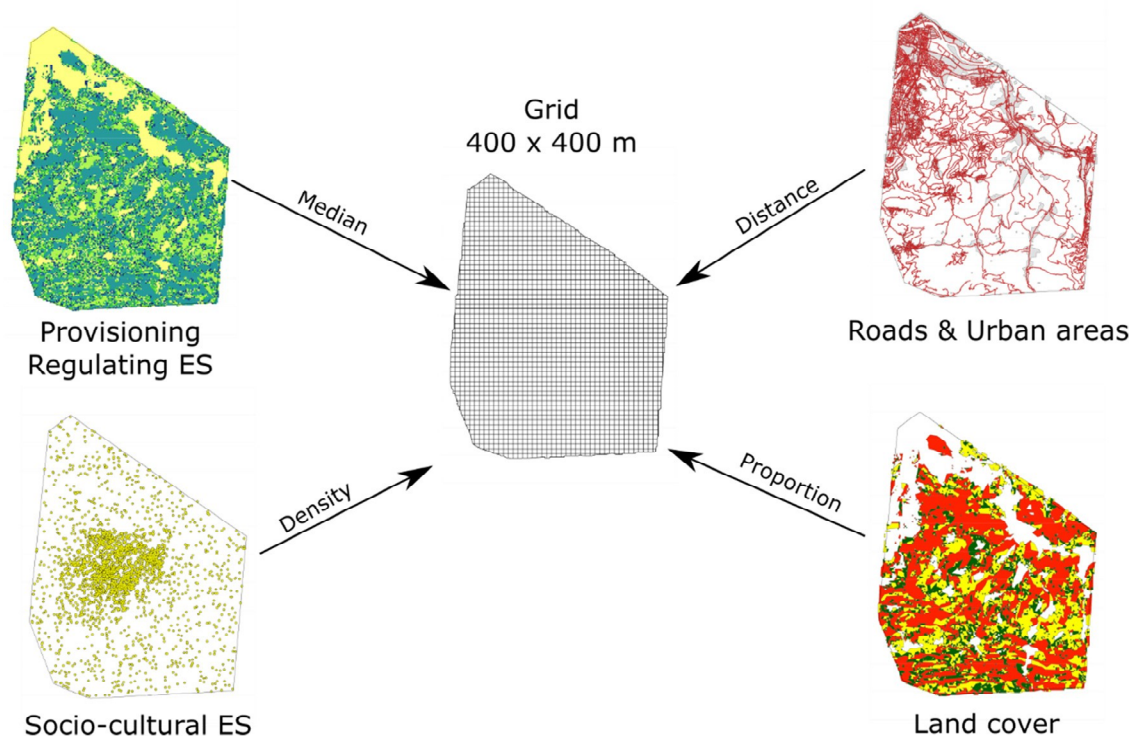 Grid
400 x 400 m
Median
Distance
Provisioning
Regulating ES
Roads & Urban areas
Density
Proportion
Socio-cultural ES
Land cover